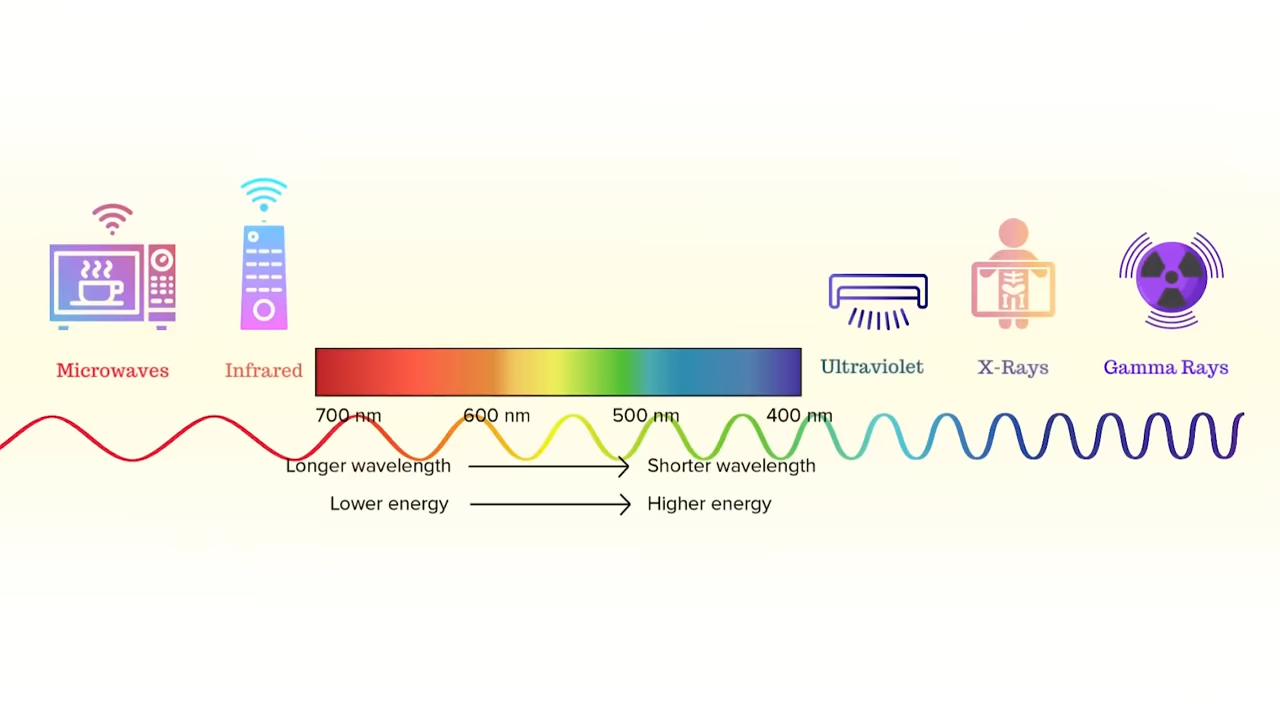 Microwaves
Infrared
Ultraviolet
X-Rays
Gamma Rays
700 nm
600 nm
500 nm
400 nm
Longer wavelength
Shorter wavelength
Lower energy
Higher energy